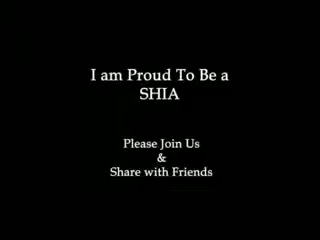 I am Proud To Be a
SHIA
Please Join Us
&
Share with Friends